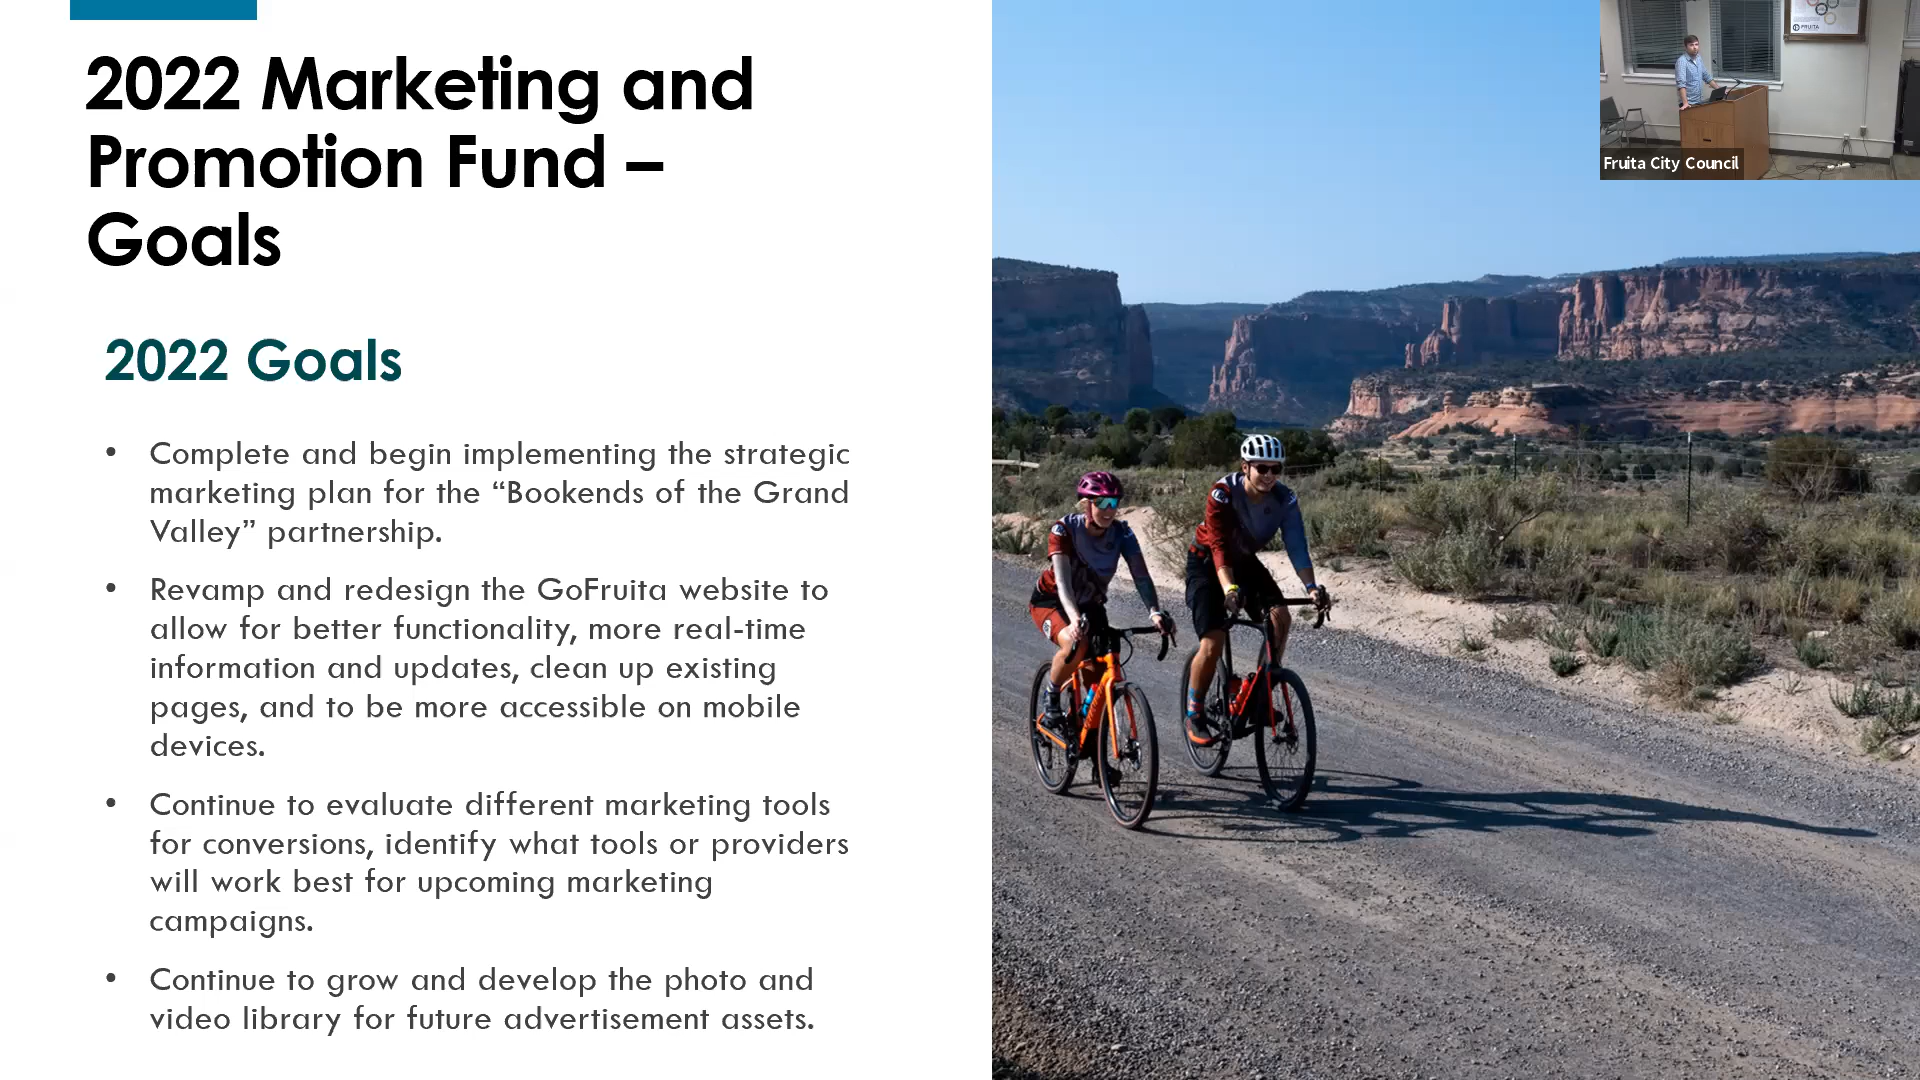 2022 Marketing and
Promotion Fund –
Goals
2022 Goals
• Complete and begin implementing the strategic
marketing plan for the “Bookends of the Grand
Valley” partnership.
• Revamp and redesign the GoFruita website to
allow for better functionality, more real-time
information and updates, clean up existing
pages, and to be more accessible on mobile
devices.
• Continue to evaluate different marketing tools
for conversions, identify what tools or providers
will work best for upcoming marketing
campaigns.
• Continue to grow and develop the photo and
video library for future advertisement assets.
FRUITA
Fruita City Council